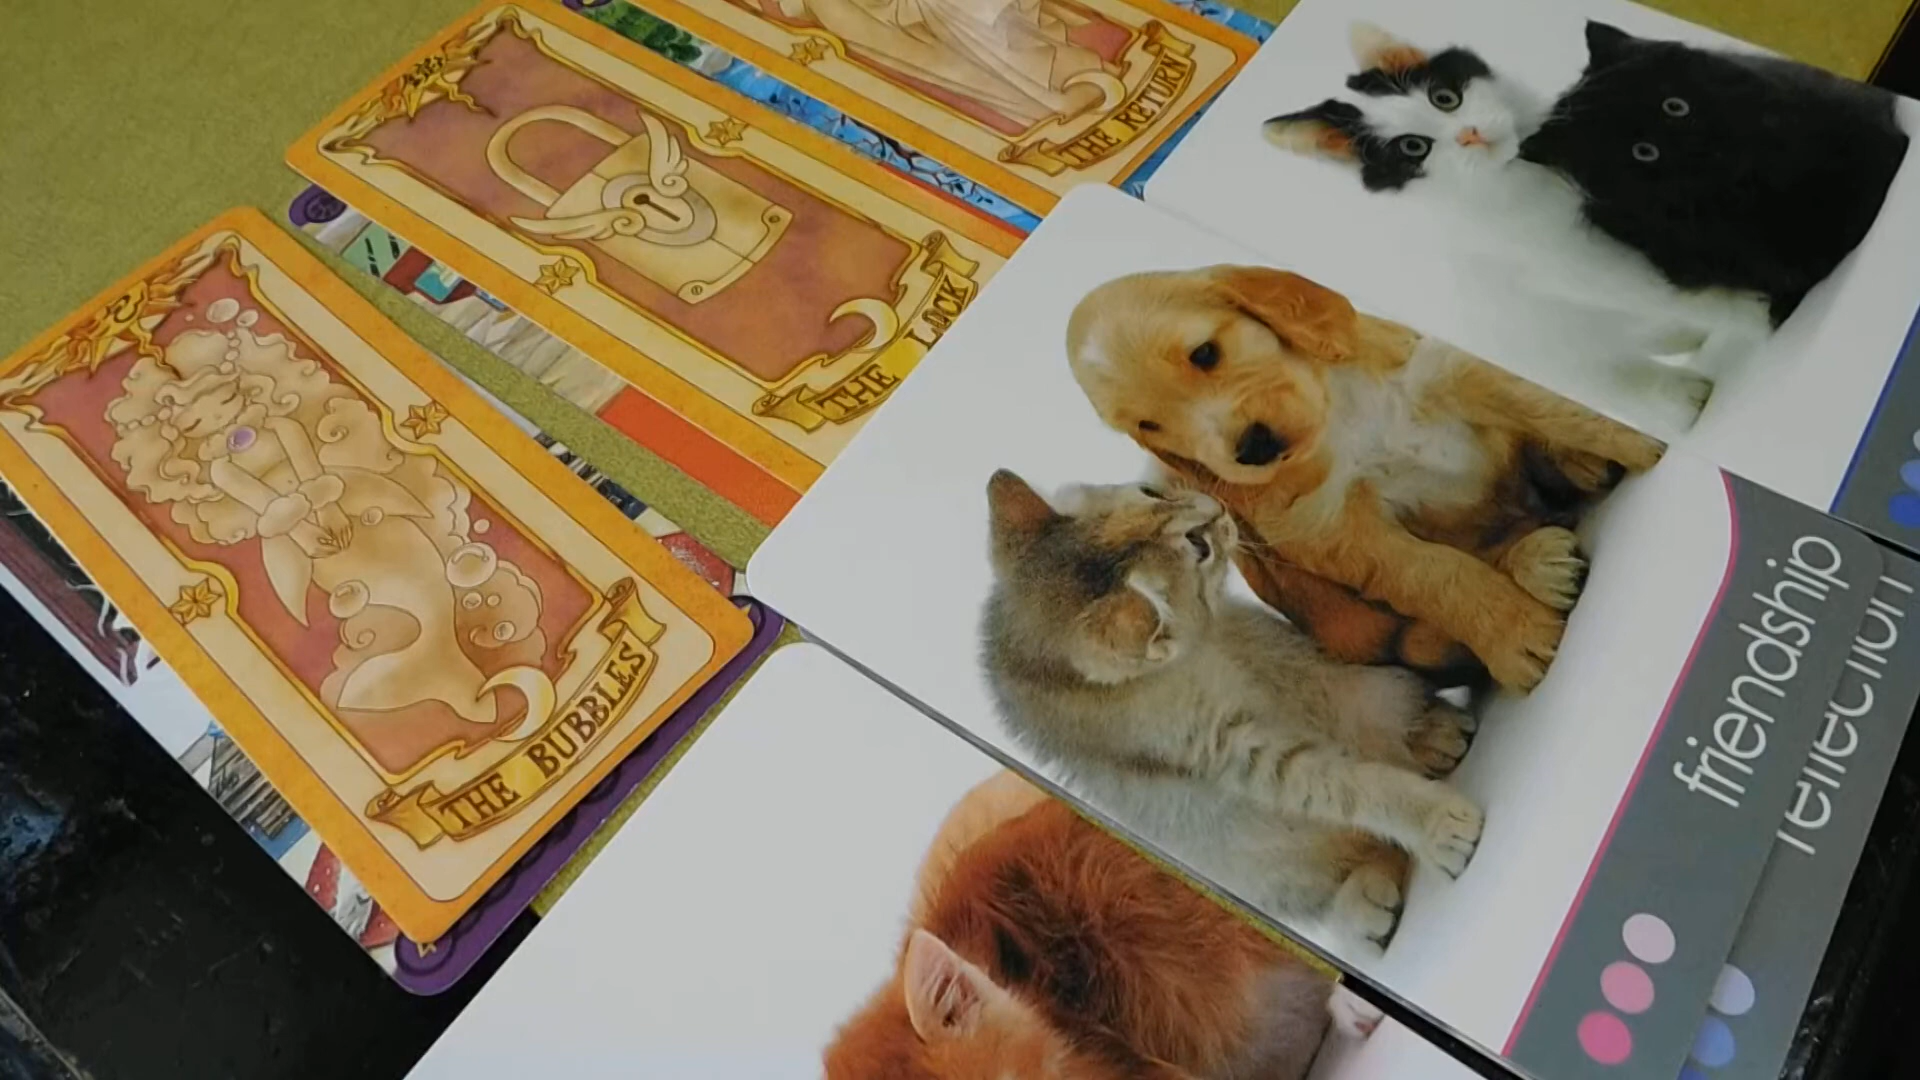 THE RETURN
THE LOCK
THE BUBBLES
friendship
reflection